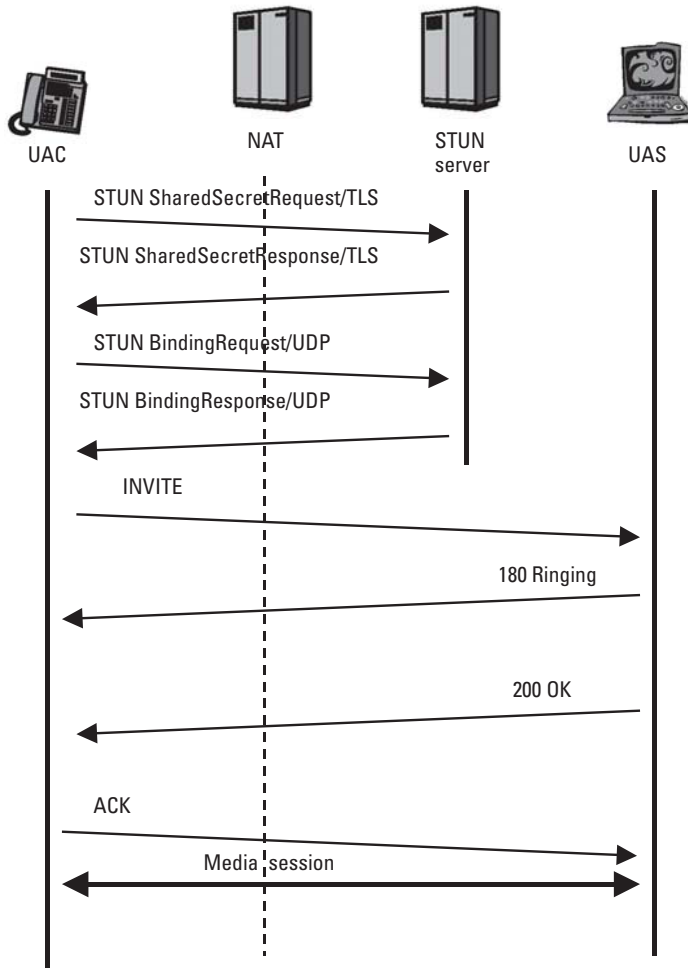 UAC
NAT
STUN
server
UAS
STUN SharedSecretRequest/TLS
STUN SharedSecretResponse/TLS
STUN BindingRequest/UDP
STUN BindingResponse/UDP
INVITE
180 Ringing
200 OK
ACK
Media session